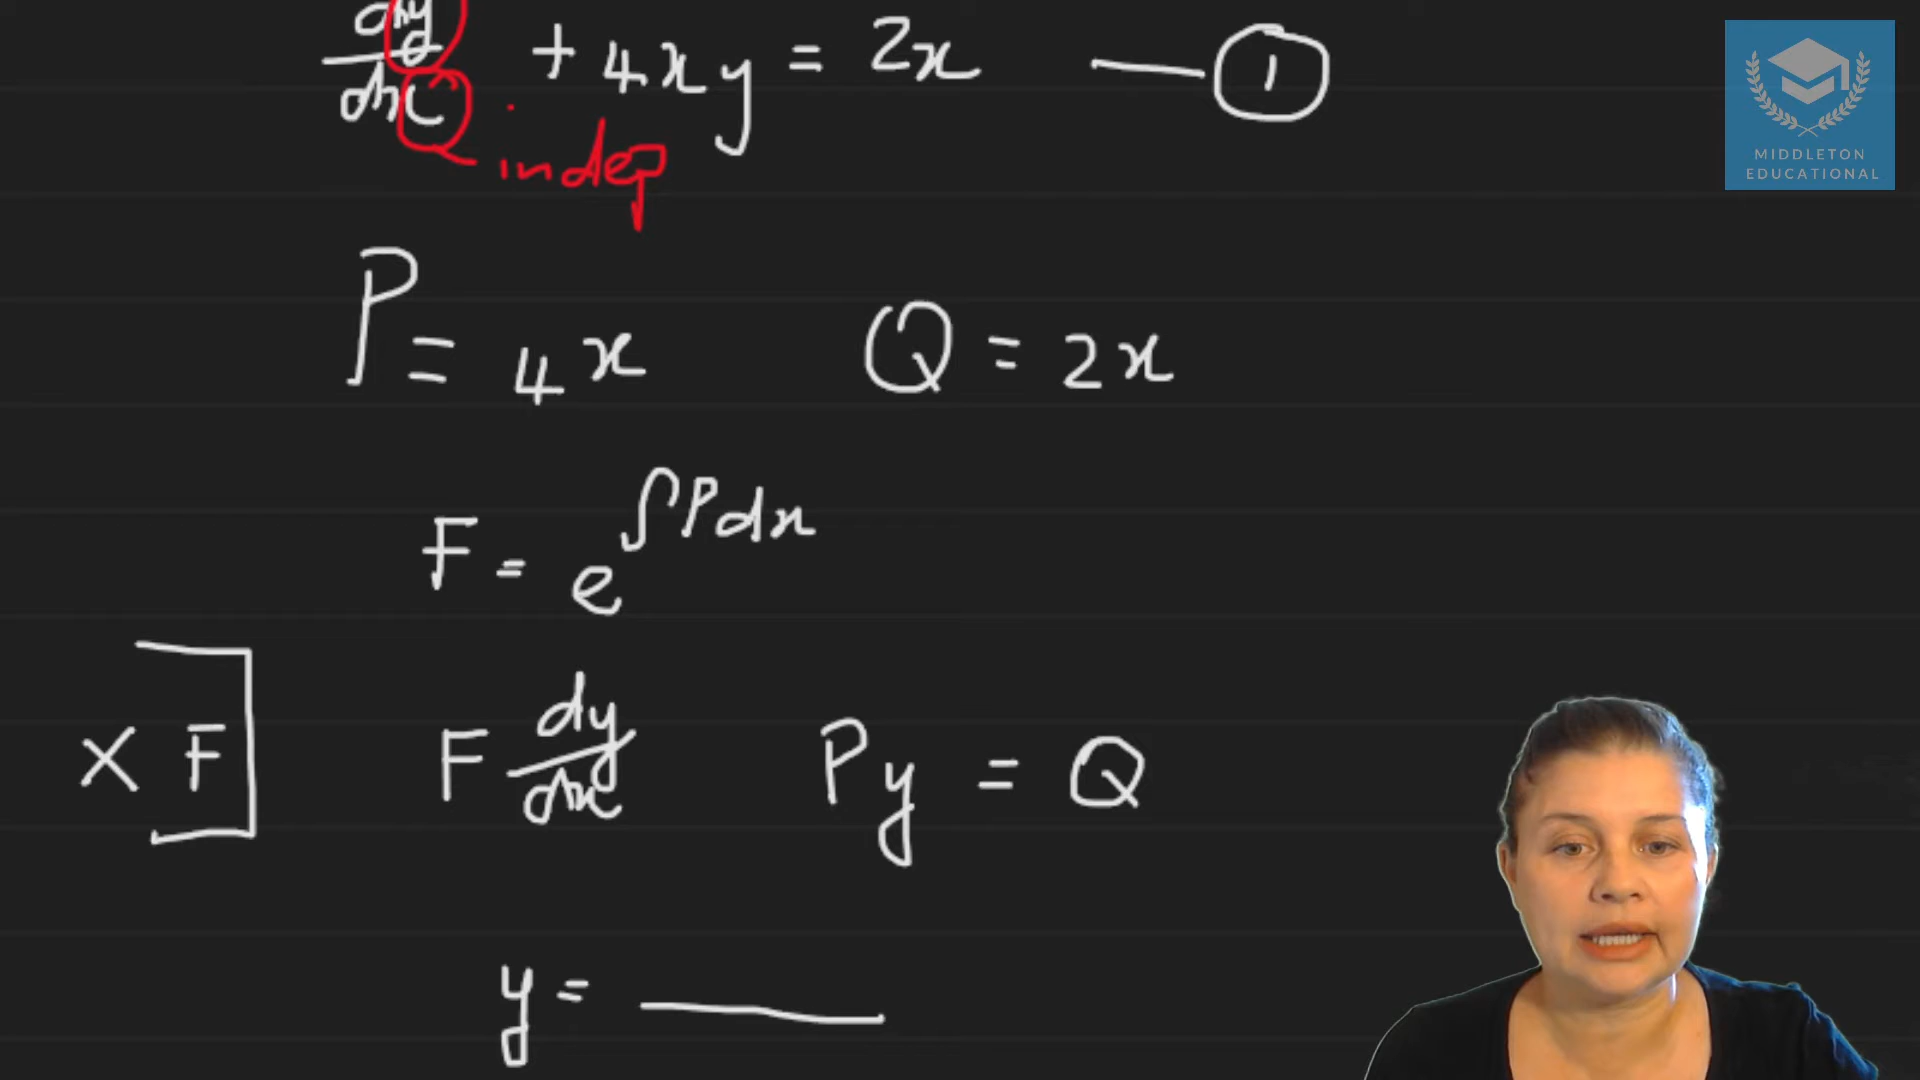 dy/dx + 4xy = 2x — ①
indep
P = 4x Q = 2x
F = e^∫Pdx
× F] F dy/dx Py = Q
y = ____
MIDDLETON
EDUCATIONAL